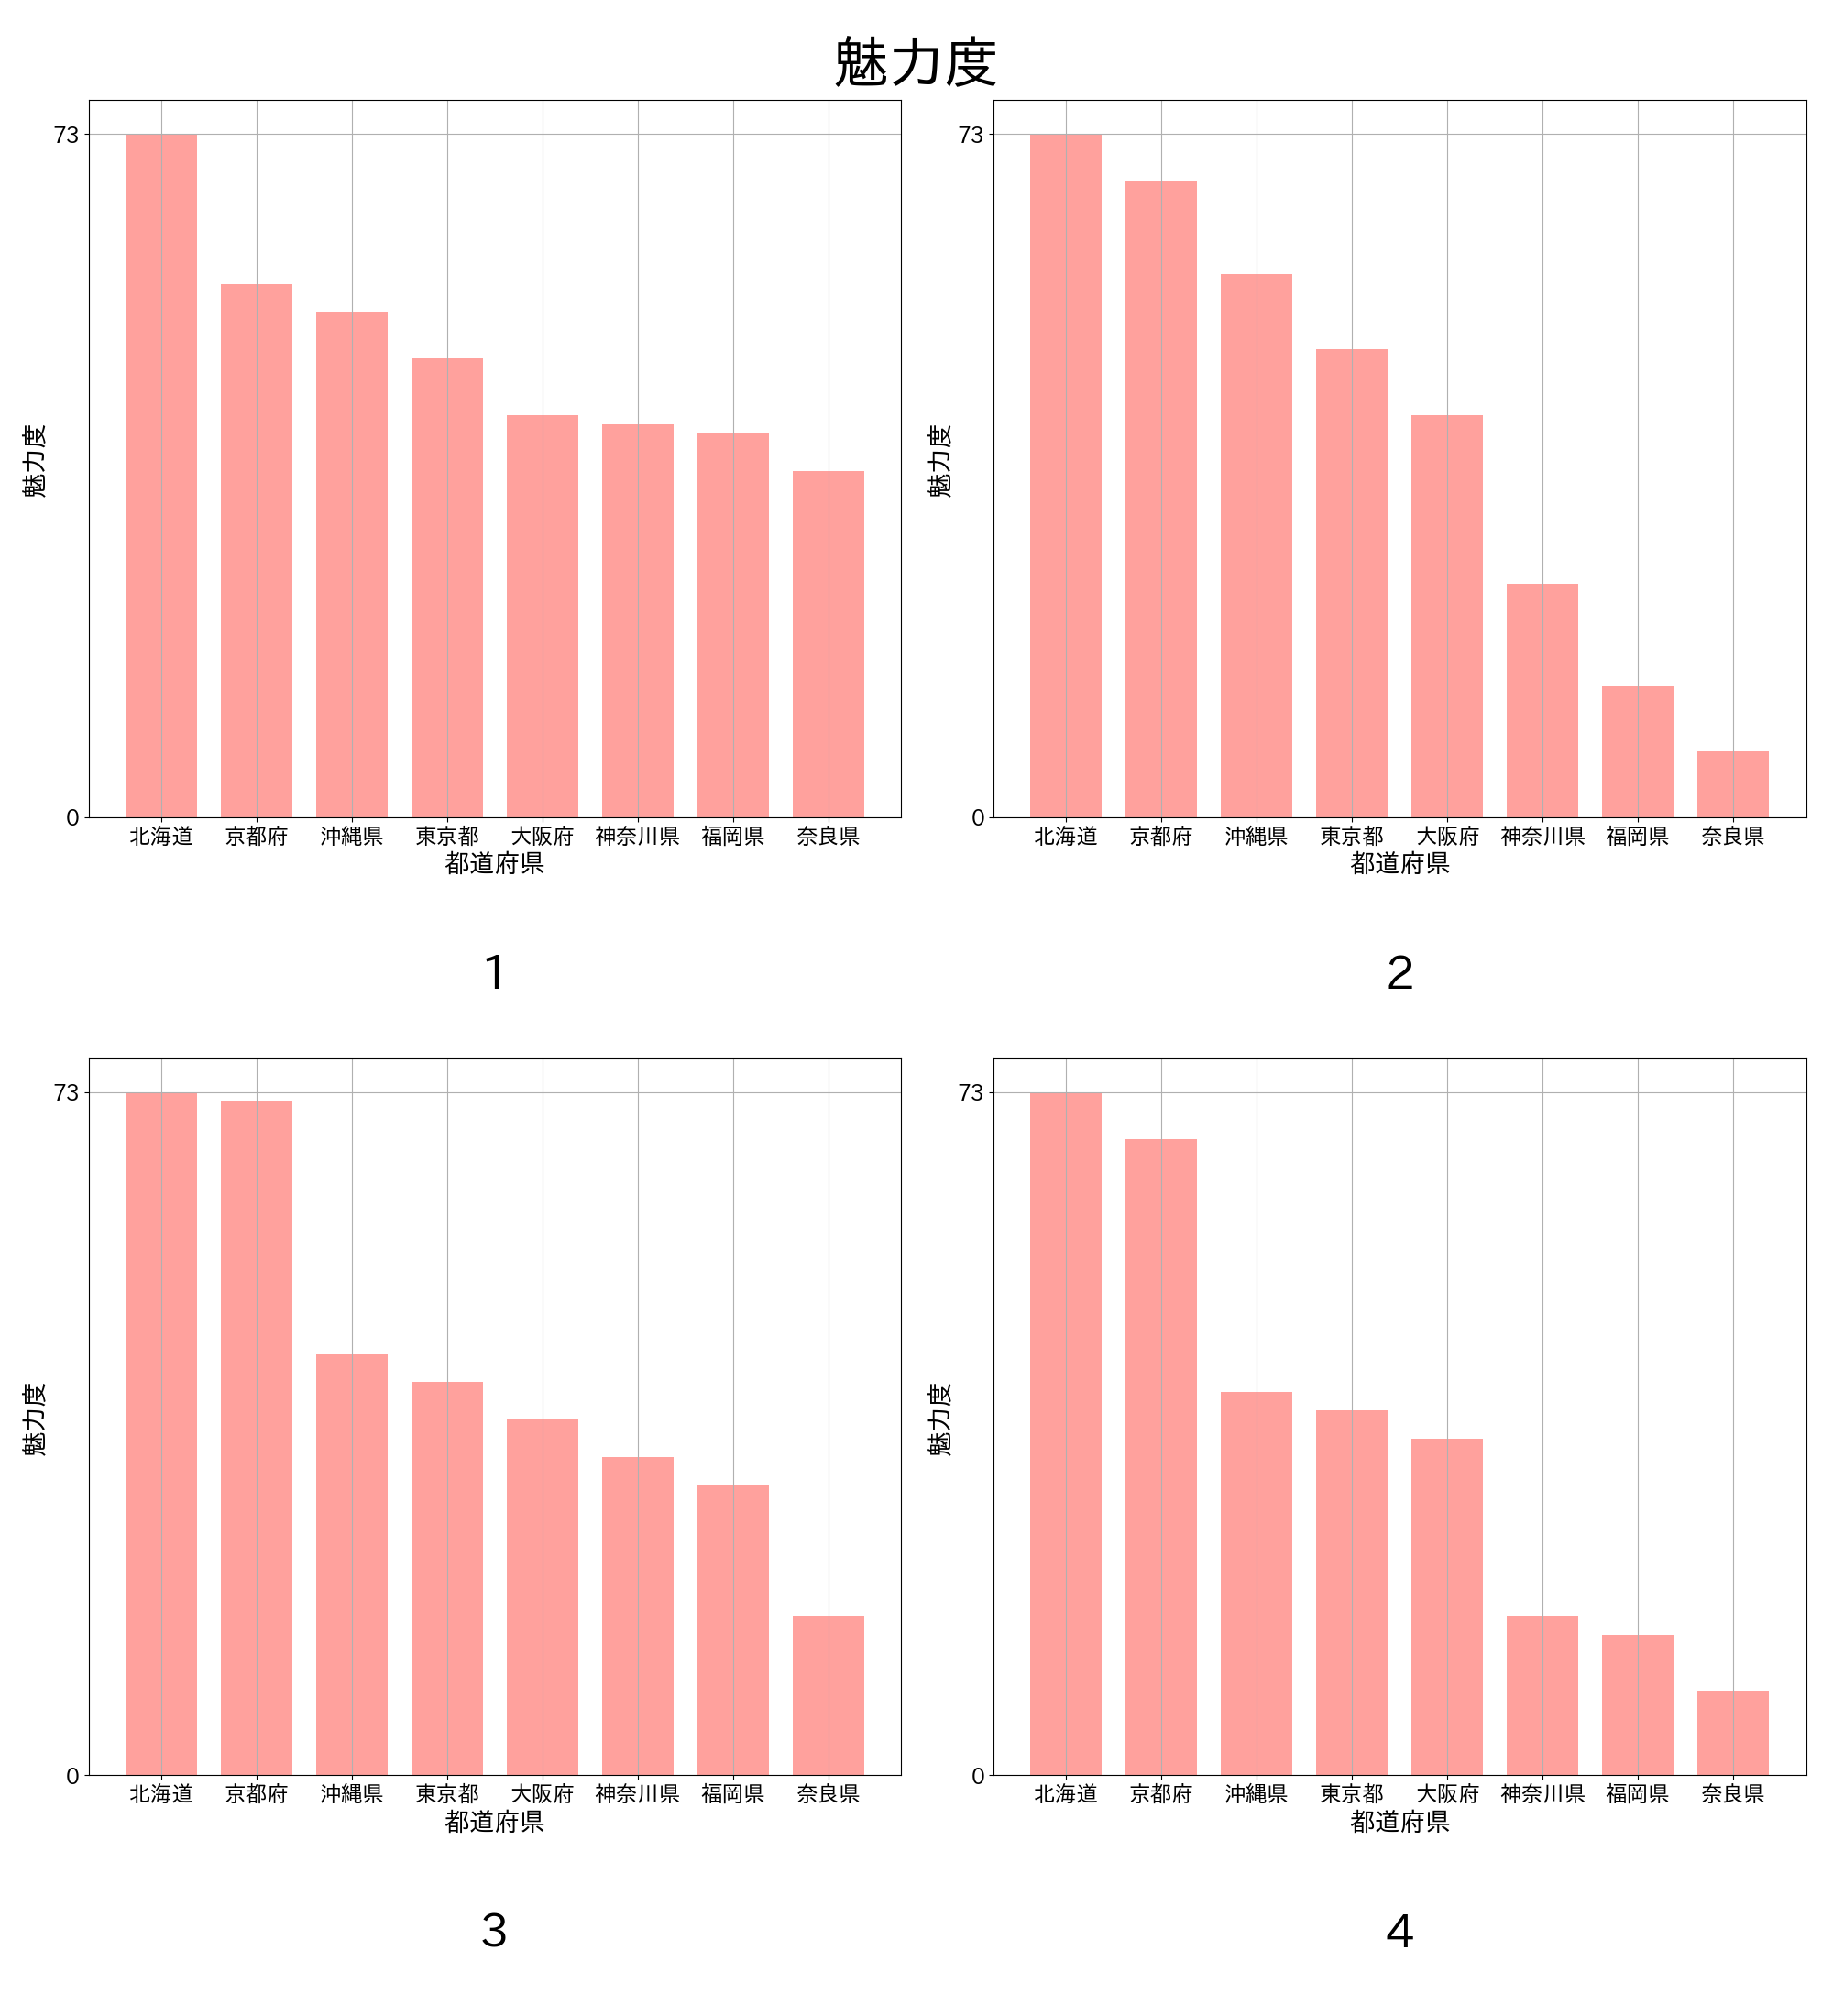 魅力度
73
0
魅力度
北海道 京都府 沖縄県 東京都 大阪府 神奈川県 福岡県 奈良県
都道府県
1
73
0
魅力度
北海道 京都府 沖縄県 東京都 大阪府 神奈川県 福岡県 奈良県
都道府県
2
73
0
魅力度
北海道 京都府 沖縄県 東京都 大阪府 神奈川県 福岡県 奈良県
都道府県
3
73
0
魅力度
北海道 京都府 沖縄県 東京都 大阪府 神奈川県 福岡県 奈良県
都道府県
4